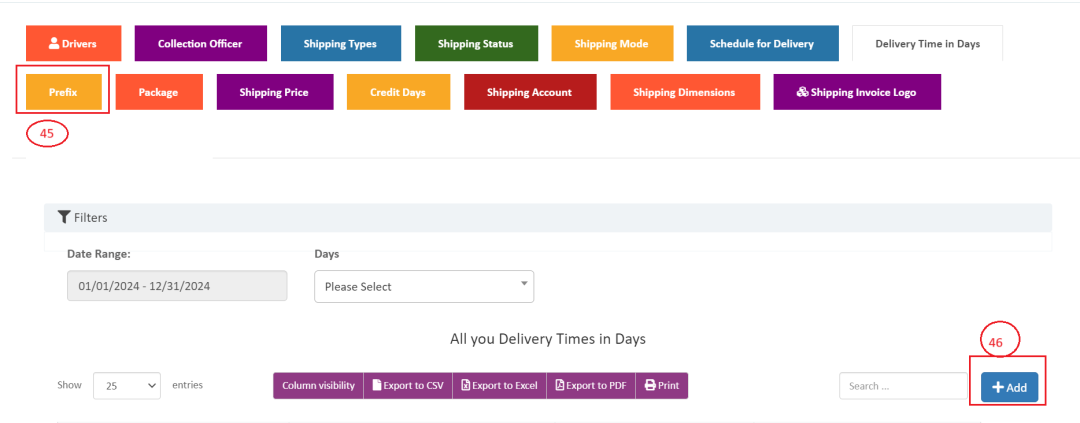 Drivers Collection Officer Shipping Types Shipping Status Shipping Mode Schedule for Delivery Delivery Time in Days
Prefix Package Shipping Price Credit Days Shipping Account Shipping Dimensions Shipping Invoice Logo
45
Filters
Date Range: Days
01/01/2024 - 12/31/2024 Please Select
All you Delivery Times in Days
46
Show 25 entries Column visibility Export to CSV Export to Excel Export to PDF Print Search ... Add